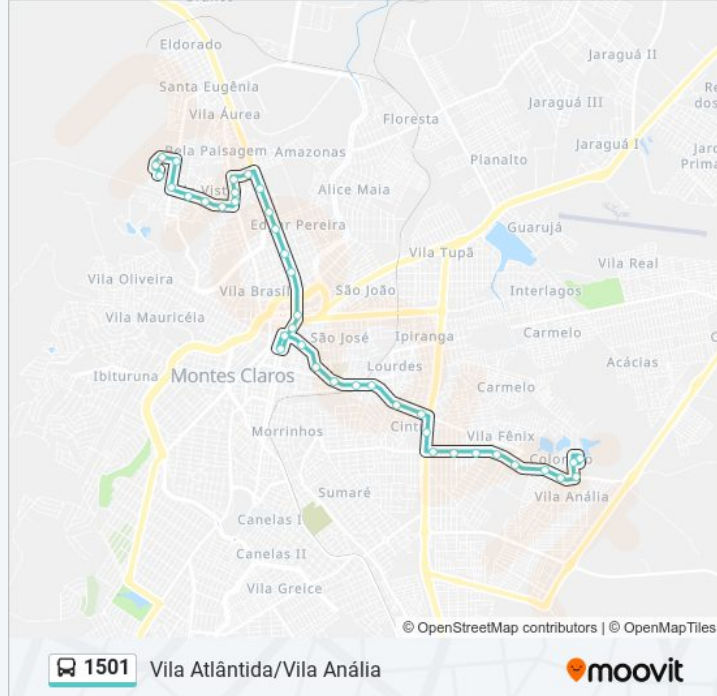 Eldorado
Jaraguá II
Santa Eugênia
Jaraguá III
Vila Áurea
Floresta
Jaraguá I
Bela Paisagem
Amazonas
Planalto
Prima
Vist
Alice Maia
Guarujá
Pereira
Vila Tupã
Vila Real
Vila Oliveira
Vila Brasil
São João
Interlagos
Vila Mauricéia
São José
Ipiranga
Carmelo
Acácias
Ibituruna
Montes Claros
Lourdes
Carmelo
Cint
Morrinhos
Vila Fênix
Sumaré
Vila Anália
Canelas I
Canelas II
Vila Greice
© OpenStreetMap contributors | © OpenMapTiles
1501 Vila Atlântida/Vila Anália
moovit